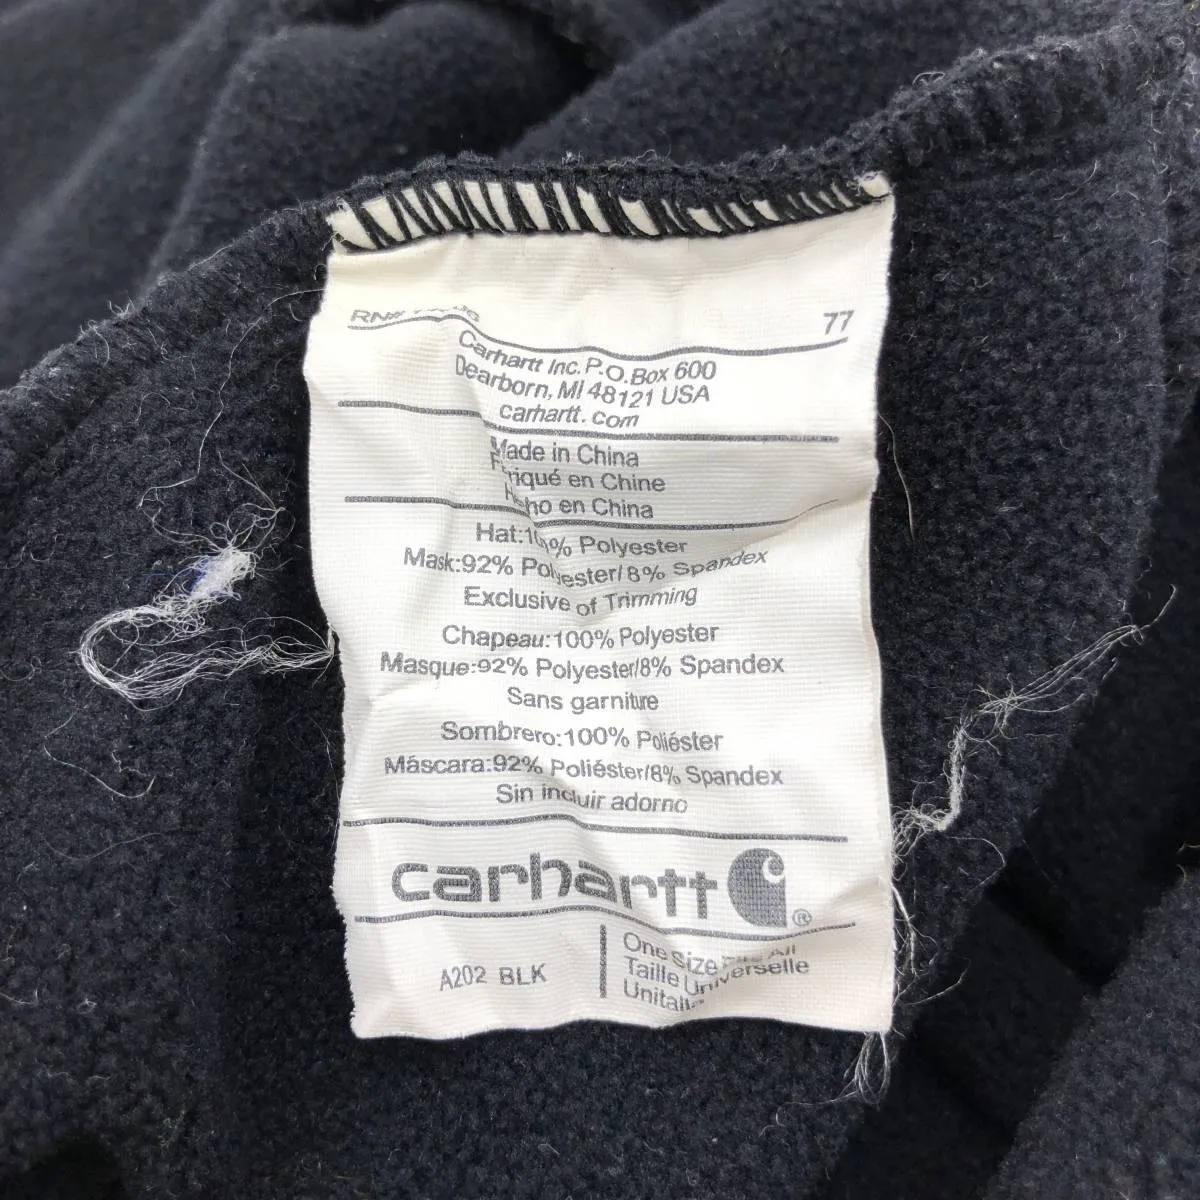 RN#
77
Carhartt Inc. P.O. Box 600
Dearborn, MI 48121 USA
carhartt.com
Made in China
en Chine
en China
Hat:100% Polyester
Mask:92% Polyester/8% Spandex
Exclusive of Trimming
Chapeau:100% Polyester
Masque:92% Polyester/8% Spandex
Sans garniture
Sombrero:100% Poliéster
Máscara:92% Poliéster/8% Spandex
Sin incluir adorno
carhartt ®
A202 BLK
One Size Fits All
Taille Universelle